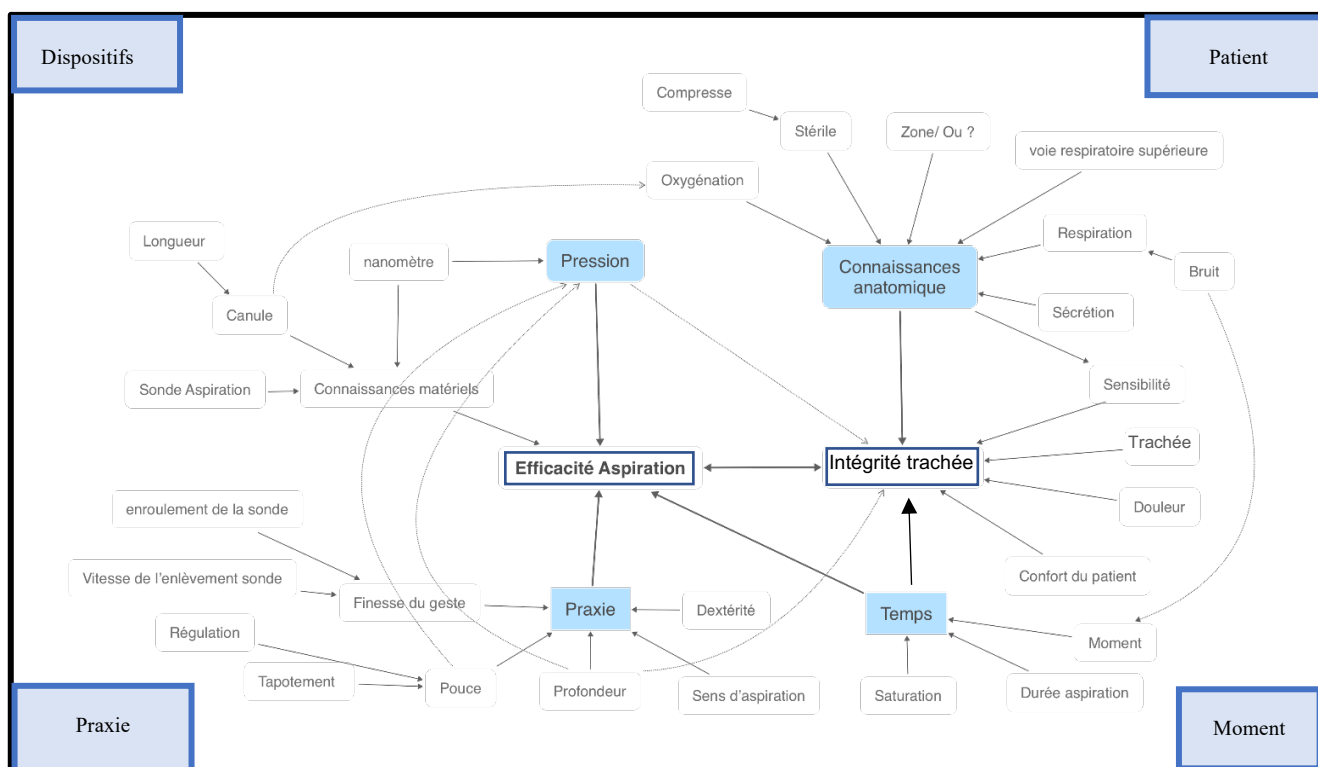 Dispositifs
Patient
Compresse
Stérile
Zone/ Ou ?
voie respiratoire supérieure
Oxygénation
Longueur
nanomètre
Pression
Connaissances
anatomique
Respiration
Bruit
Canule
Sécrétion
Sonde Aspiration
Connaissances matériels
Sensibilité
Efficacité Aspiration
Intégrité trachée
Trachée
Douleur
enroulement de la sonde
Vitesse de l'enlèvement sonde
Finesse du geste
Praxie
Dextérité
Temps
Confort du patient
Régulation
Moment
Tapotement
Pouce
Profondeur
Sens d'aspiration
Saturation
Durée aspiration
Praxie
Moment